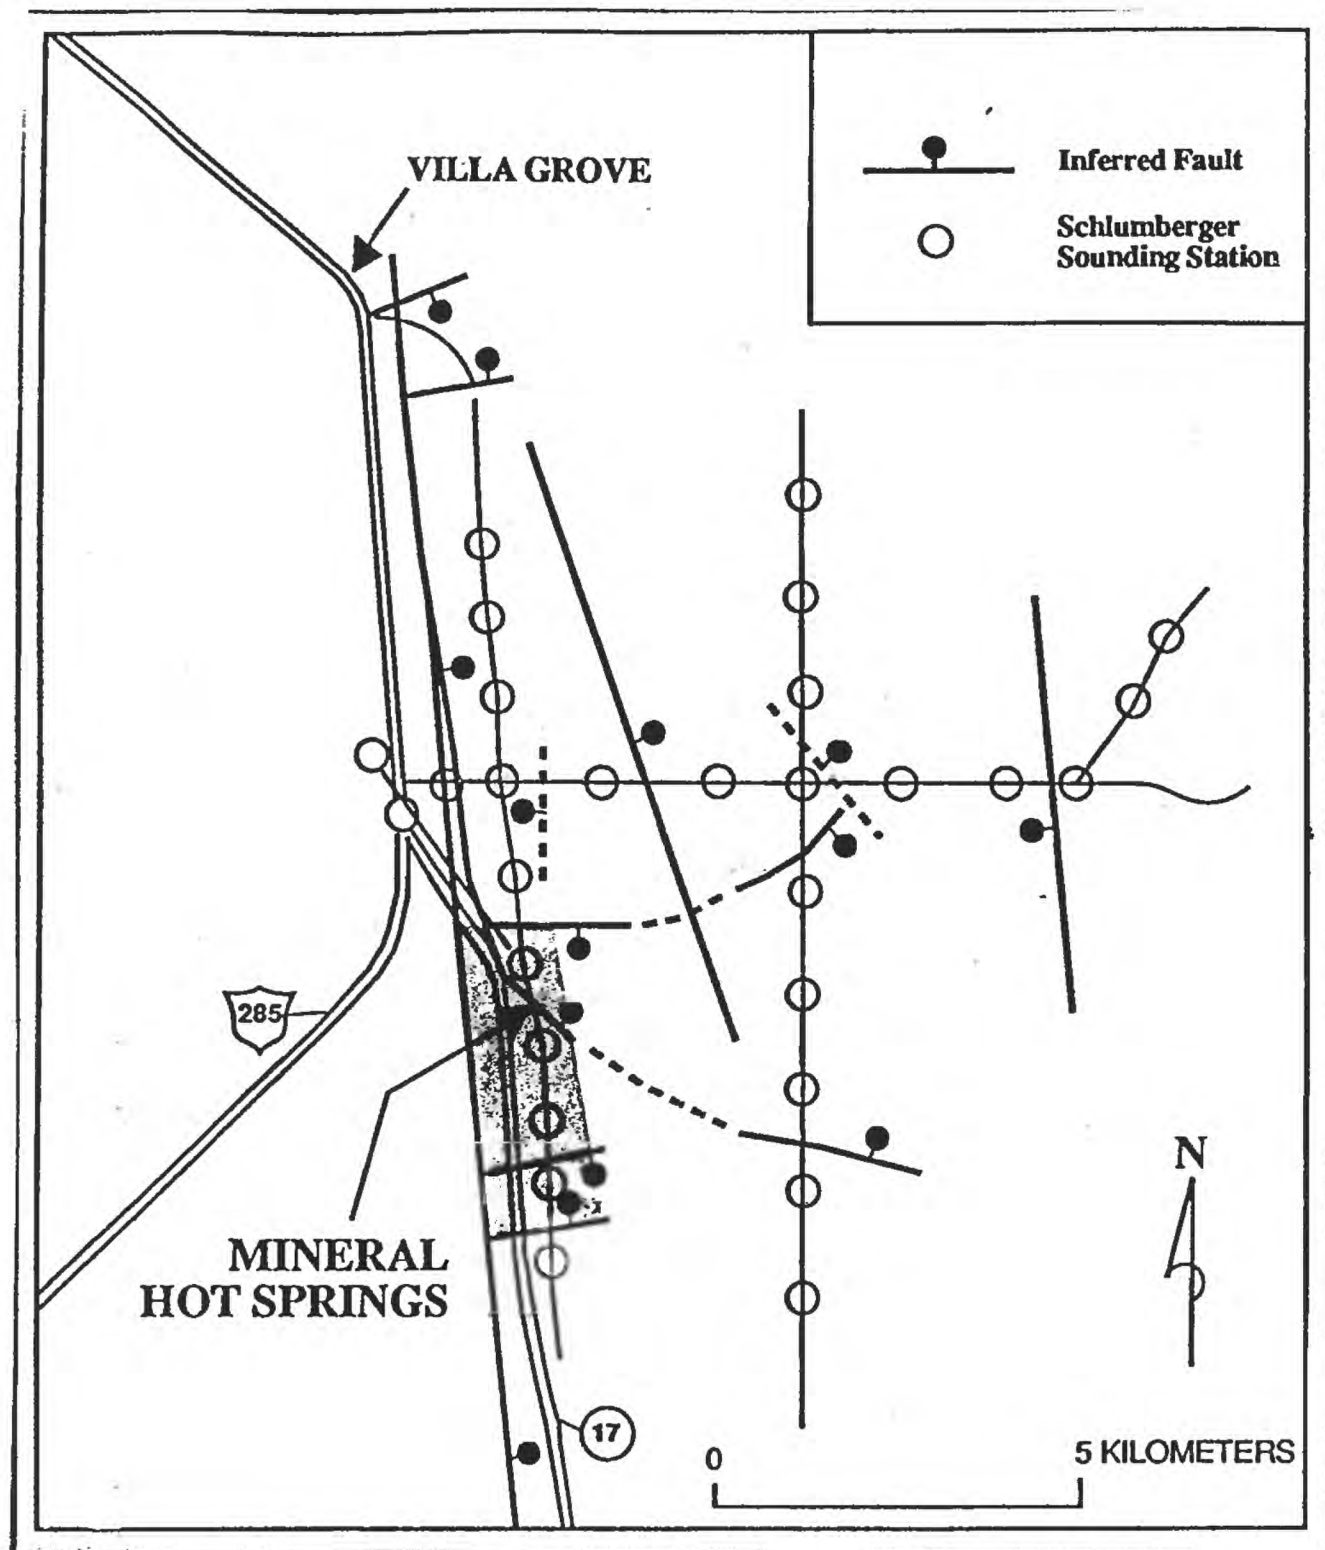 VILLA GROVE
Inferred Fault
Schlumberger
Sounding Station
285
MINERAL
HOT SPRINGS
N
17
0
5 KILOMETERS